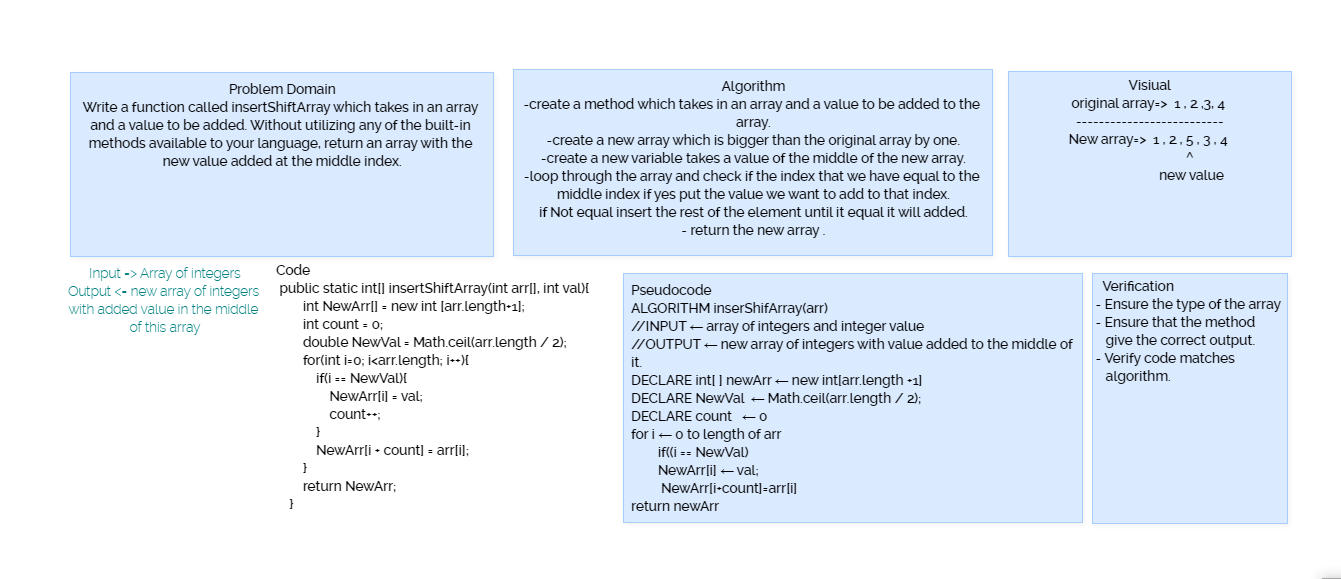 Problem Domain
Write a function called insertShiftArray which takes in an array
and a value to be added. Without utilizing any of the built-in
methods available to your language, return an array with the
new value added at the middle index.
Algorithm
-create a method which takes in an array and a value to be added to the
array.
-create a new array which is bigger than the original array by one.
-create a new variable takes a value of the middle of the new array.
-loop through the array and check if the index that we have equal to the
middle index if yes put the value we want to add to that index.
if Not equal insert the rest of the element until it equal it will added.
- return the new array .
Visiual
original array=> 1 , 2 ,3, 4
--------------------------
New array=> 1 , 2 , 5 , 3 , 4
^
new value
Input -> Array of integers
Output <- new array of integers
with added value in the middle
of this array
Code
public static int[] insertShiftArray(int arr[], int val){
int NewArr[] = new int [arr.length+1];
int count = 0;
double NewVal = Math.ceil(arr.length / 2);
for(int i=0; i<arr.length; i++){
if(i == NewVal){
NewArr[i] = val;
count++;
}
NewArr[i + count] = arr[i];
}
return NewArr;
}
Pseudocode
ALGORITHM inserShifArray(arr)
//INPUT ← array of integers and integer value
//OUTPUT ← new array of integers with value added to the middle of
it.
DECLARE int[ ] newArr ← new int[arr.length +1]
DECLARE NewVal ← Math.ceil(arr.length / 2);
DECLARE count ← 0
for i ← 0 to length of arr
if((i == NewVal)
NewArr[i] ← val;
NewArr[i+count]=arr[i]
return newArr
Verification
- Ensure the type of the array
- Ensure that the method
give the correct output.
- Verify code matches
algorithm.